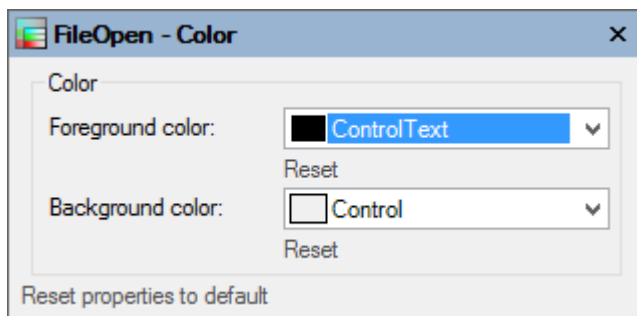 FileOpen - Color
Color
Foreground color: ControlText
Reset
Background color: Control
Reset
Reset properties to default